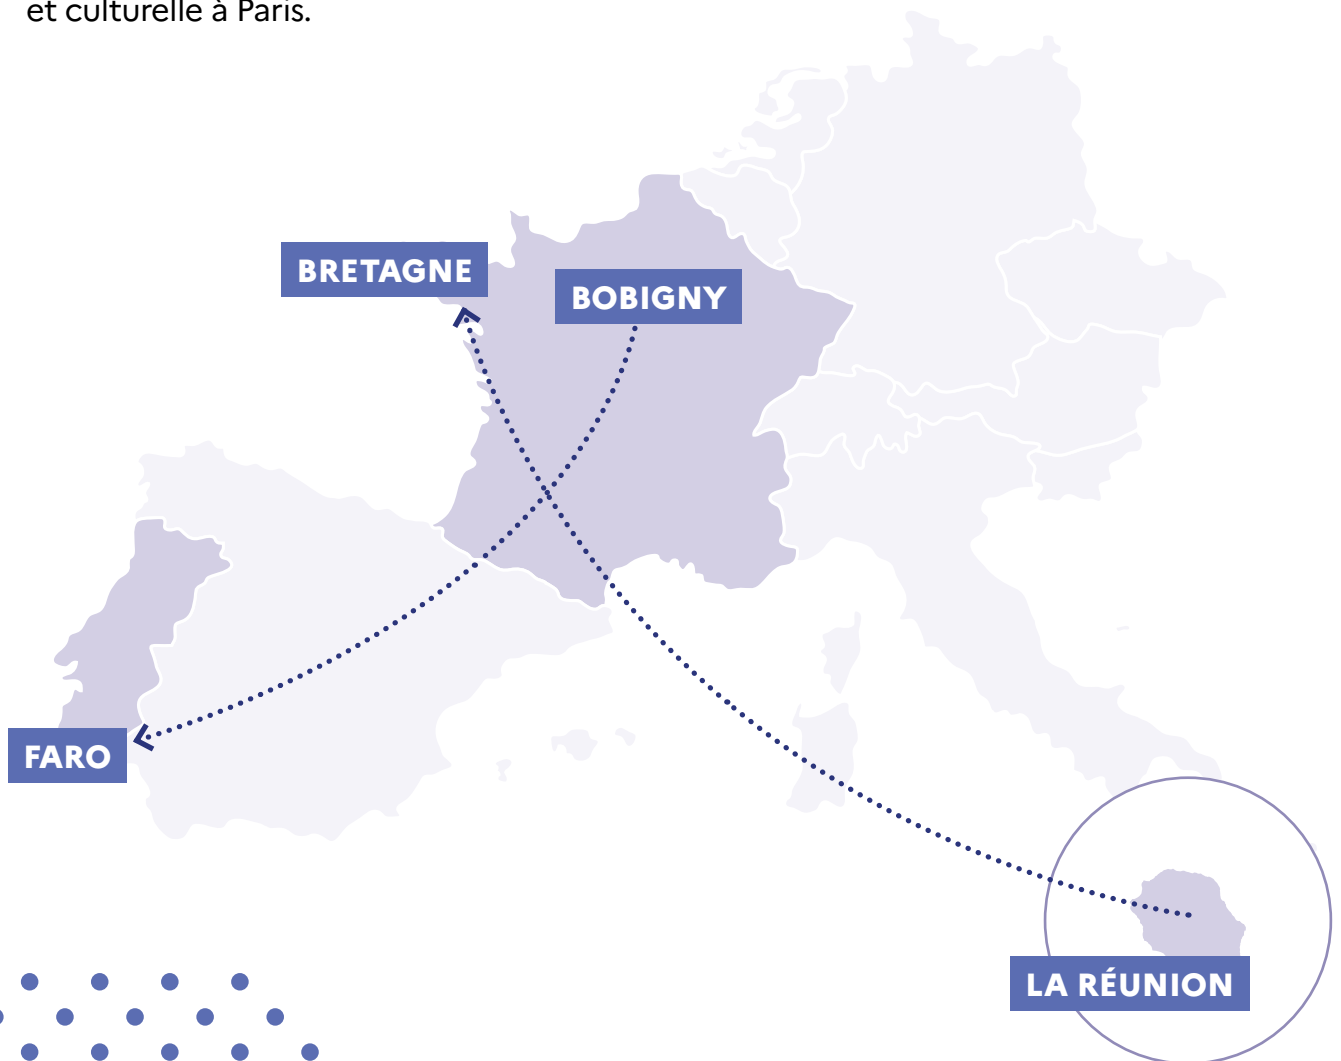 et culturelle à Paris.
BRETAGNE
BOBIGNY
FARO
LA RÉUNION